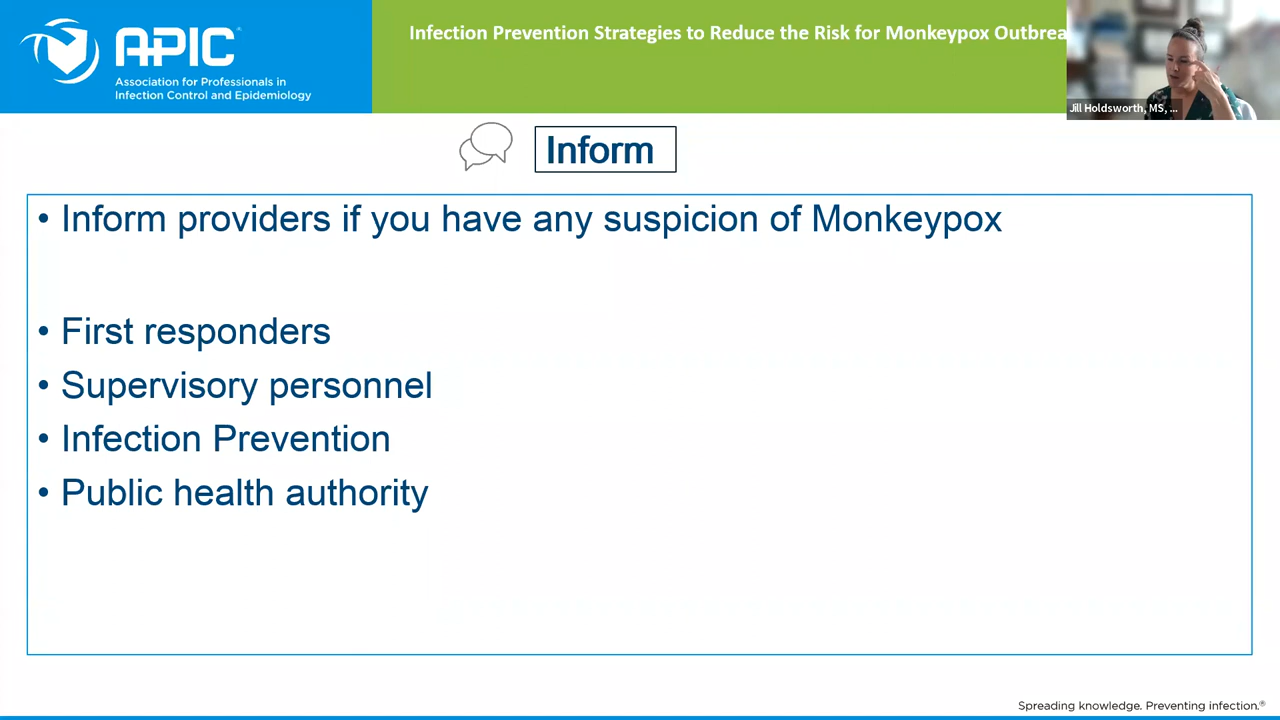 APIC®
Association for Professionals in
Infection Control and Epidemiology
Infection Prevention Strategies to Reduce the Risk for Monkeypox Outbrea
Jill Holdsworth, MS, ...
Inform
• Inform providers if you have any suspicion of Monkeypox
• First responders
• Supervisory personnel
• Infection Prevention
• Public health authority
Spreading knowledge. Preventing infection.®